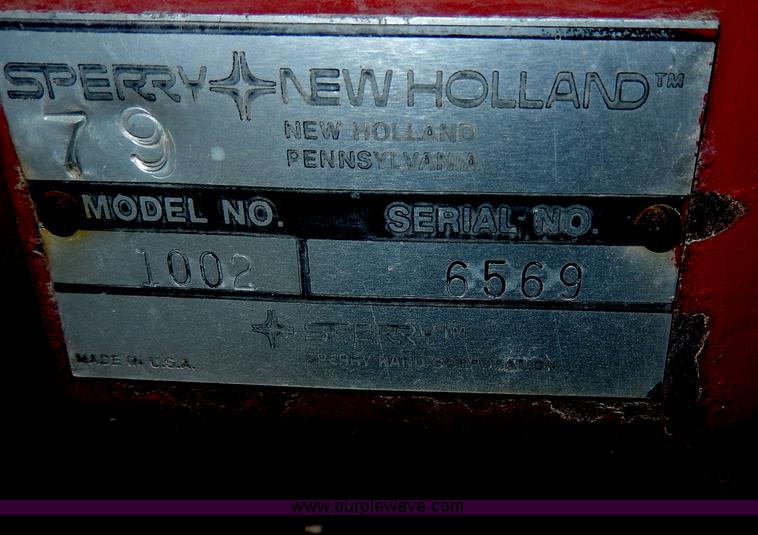 SPERRY NEW HOLLAND™
79
NEW HOLLAND
PENNSYLVANIA
MODEL NO. SERIAL NO.
1002 6569
SPERRY™
MADE IN U.S.A. SPERRY RAND CORPORATION
www.purplewave.com